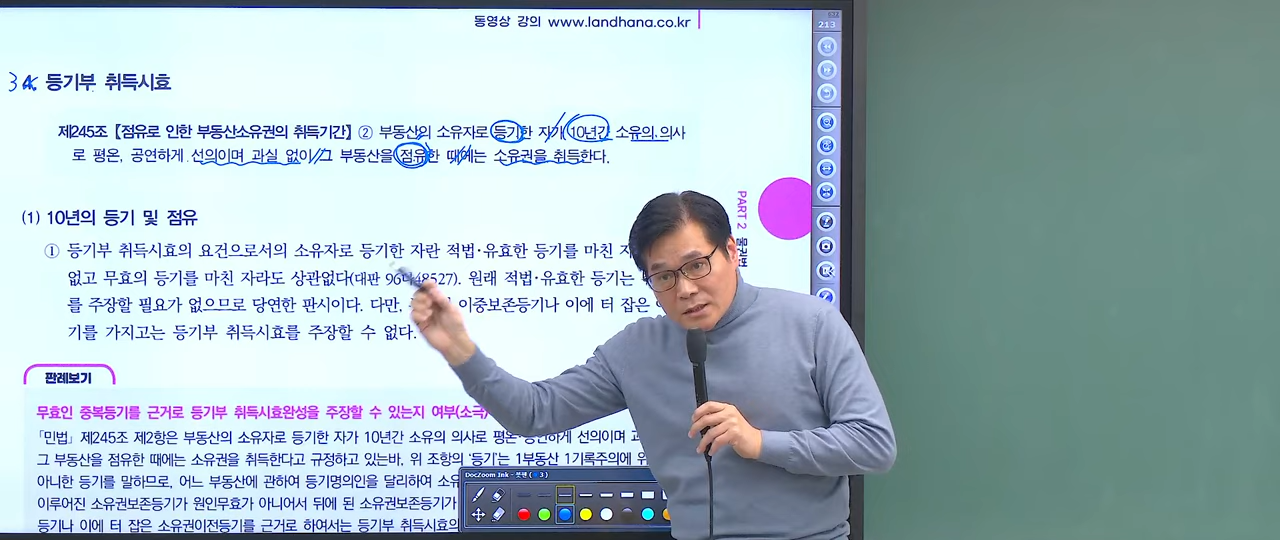 동영상 강의 www.landhana.co.kr
213
34. 등기부 취득시효
제245조 【점유로 인한 부동산소유권의 취득기간】 ② 부동산의 소유자로 등기한 자가 10년간 소유의 의사
로 평온, 공연하게 선의이며 과실 없이 그 부동산을 점유한 때에는 소유권을 취득한다.
PART 2 물권법
(1) 10년의 등기 및 점유
① 등기부 취득시효의 요건으로서의 소유자로 등기한 자란 적법·유효한 등기를 마친
없고 무효의 등기를 마친 자라도 상관없다(대판 96다48527). 원래 적법·유효한 등기는
를 주장할 필요가 없으므로 당연한 판시이다. 다만, 이중보존등기나 이에 터 잡은
기를 가지고는 등기부 취득시효를 주장할 수 없다.
판례보기
무효인 중복등기를 근거로 등기부 취득시효완성을 주장할 수 있는지 여부(소극)
「민법」 제245조 제2항은 부동산의 소유자로 등기한 자가 10년간 소유의 의사로 평온·공연하게 선의이며
그 부동산을 점유한 때에는 소유권을 취득한다고 규정하고 있는바, 위 조항의 '등기'는 1부동산 1기록주의에
아니한 등기를 말하므로, 어느 부동산에 관하여 등기명의인을 달리하여
이루어진 소유권보존등기가 원인무효가 아니어서 뒤에 된 소유권보존등기가
등기나 이에 터 잡은 소유권이전등기를 근거로 하여서는 등기부 취득시효의
DocZoom Ink - 붓펜 ( 3 )